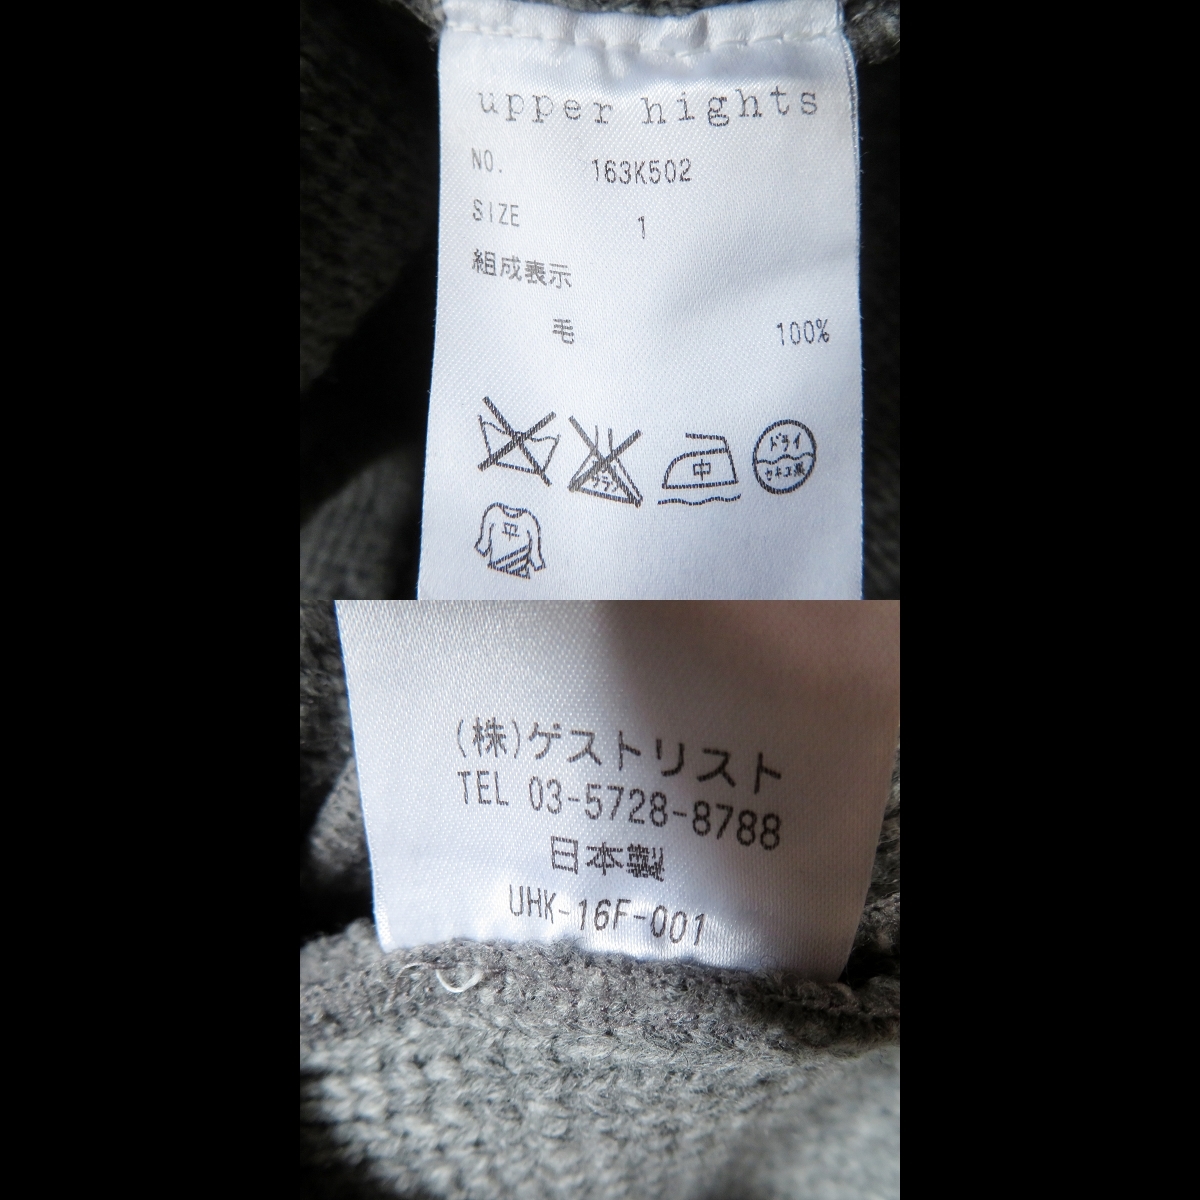 upper hights
NO. 163K502
SIZE 1
組成表示
毛 100%
中
ドライ
セキユ系
平
(株)ゲストリスト
TEL 03-5728-8788
日本製
UHK-16F-001